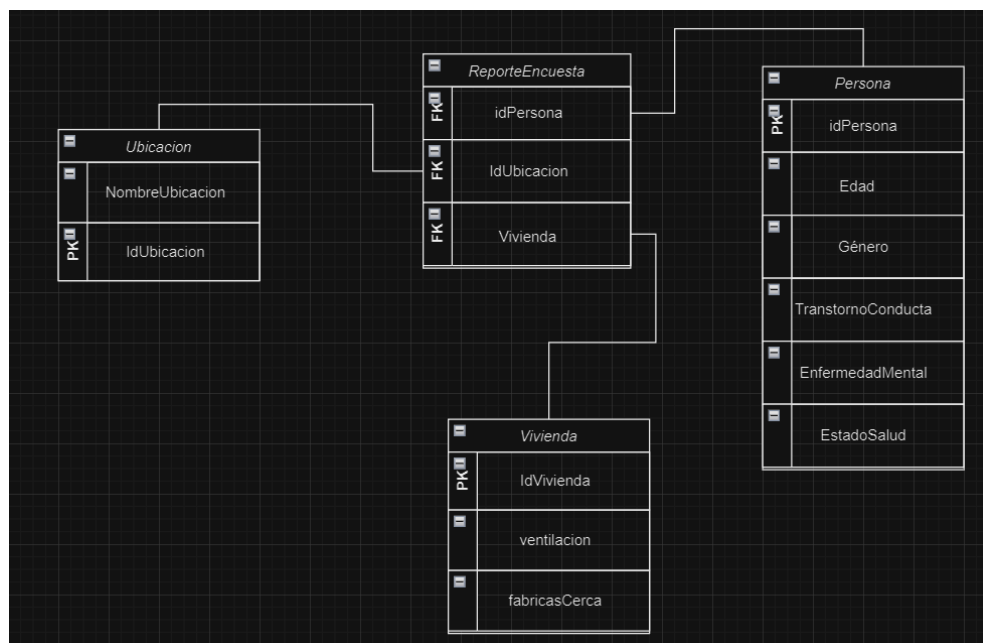 ReporteEncuesta
FK idPersona
FK IdUbicacion
FK Vivienda
Ubicacion
NombreUbicacion
PK IdUbicacion
Persona
PK idPersona
Edad
Género
TranstornoConducta
EnfermedadMental
EstadoSalud
Vivienda
PK IdVivienda
ventilacion
fabricasCerca